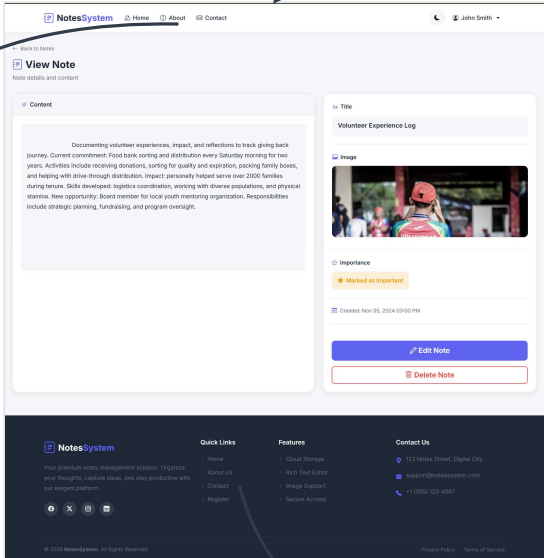 NotesSystem
Home
About
Contact
John Smith
← Back to Notes
View Note
Note details and content
Content
Documenting volunteer experiences, impact, and reflections to track giving back
journey. Current commitment: Food bank sorting and distribution every Saturday morning for two
years. Activities include receiving donations, sorting for quality and expiration, packing family boxes,
and helping with drive-through distribution. Impact: personally helped serve over 2000 families
during tenure. Skills developed: logistics coordination, working with diverse populations, and physical
stamina. New opportunity: Board member for local youth mentoring organization. Responsibilities
include strategic planning, fundraising, and program oversight.
Aa Title
Volunteer Experience Log
Image
Importance
Marked as Important
Created: Nov 05, 2024 03:00 PM
Edit Note
Delete Note
NotesSystem
Your premium notes management solution. Organize
your thoughts, capture ideas, and stay productive with
our elegant platform.
Quick Links
Home
About Us
Contact
Register
Features
Cloud Storage
Rich Text Editor
Image Support
Secure Access
Contact Us
123 Notes Street, Digital City
support@notessystem.com
+1 (555) 123-4567
© 2026 NotesSystem. All Rights Reserved.
Privacy Policy
Terms of Service